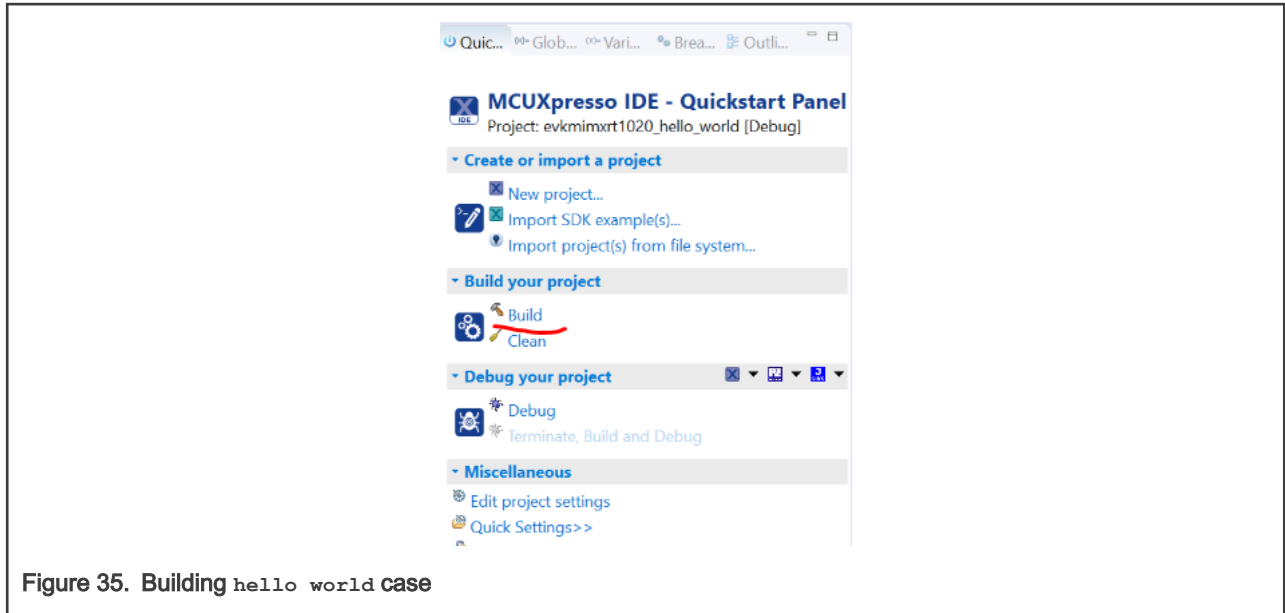 Quic... Glob... Vari... Brea... Outli...
MCUXpresso IDE - Quickstart Panel
IDE
Project: evkmimxrt1020_hello_world [Debug]
Create or import a project
New project...
Import SDK example(s)...
Import project(s) from file system...
Build your project
Build
Clean
Debug your project
Debug
Terminate, Build and Debug
Miscellaneous
Edit project settings
Quick Settings>>
Figure 35. Building hello world case